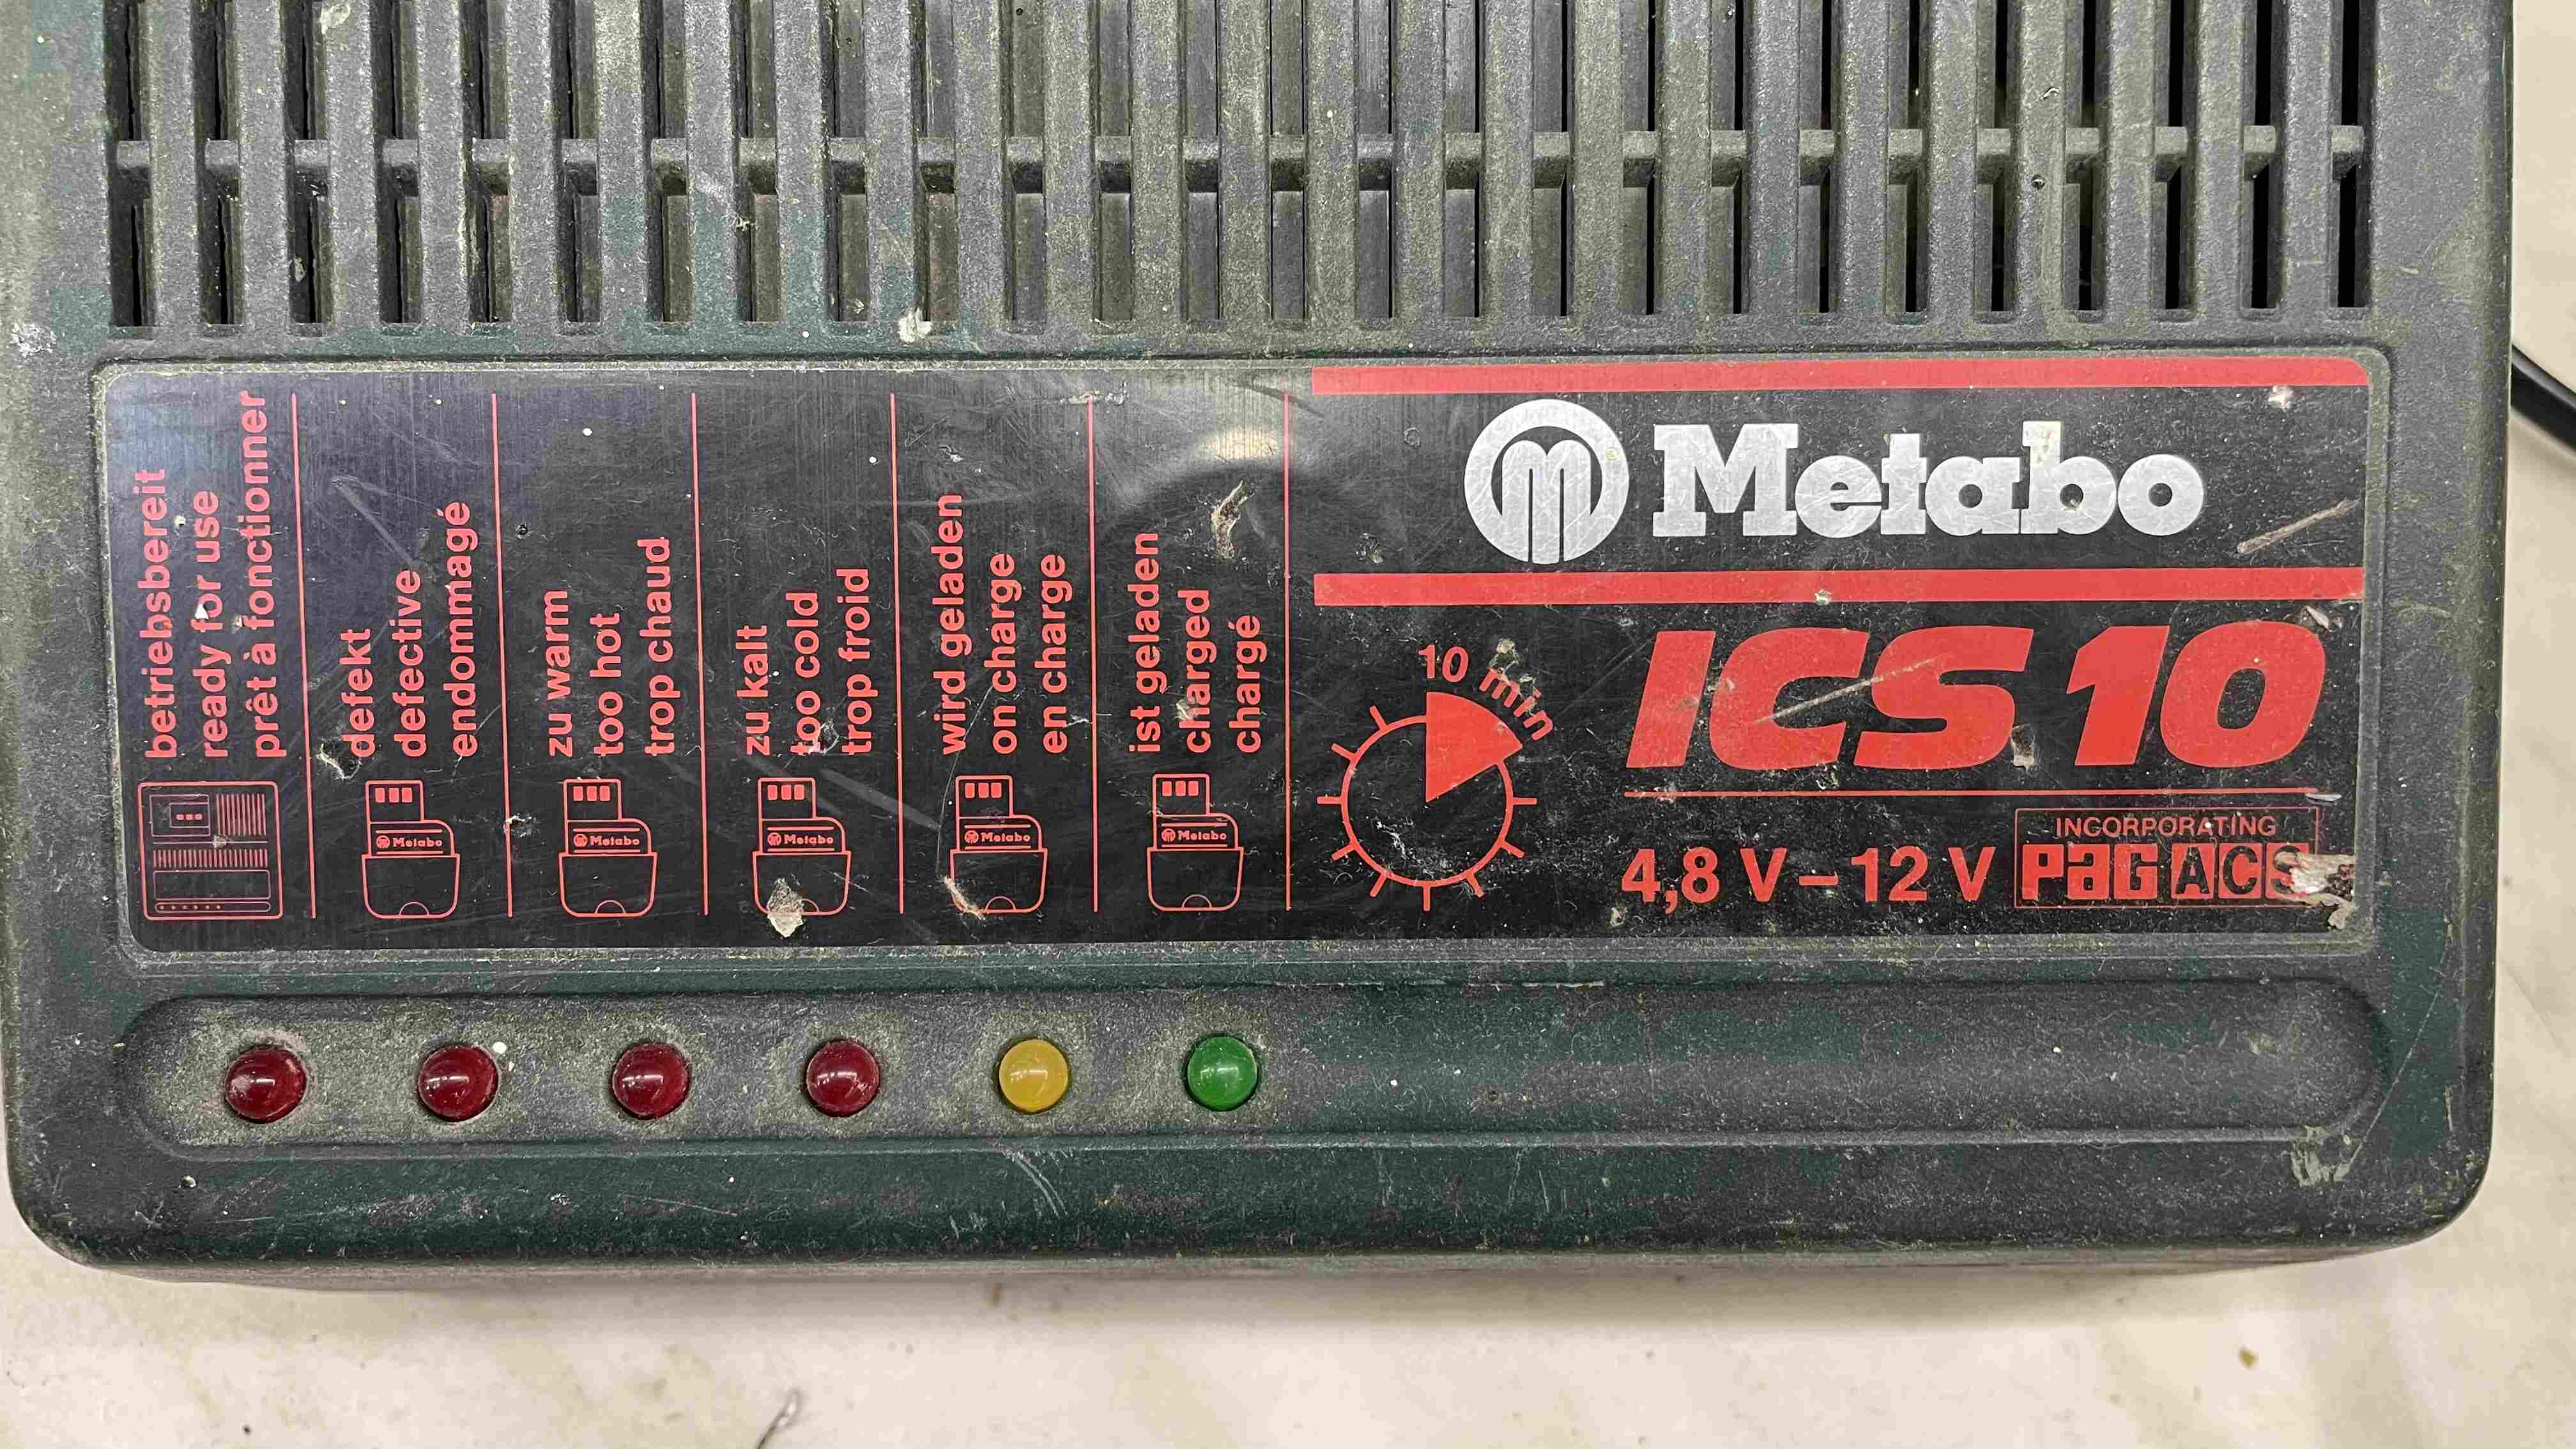 betriebsbereit
ready for use
prêt à fonctionner
defekt
defective
endommagé
zu warm
too hot
trop chaud
zu kalt
too cold
trop froid
wird geladen
on charge
en charge
ist geladen
charged
chargé
Metabo
Metabo
Metabo
Metabo
Metabo
Metabo
10 min
ICS 10
4,8 V – 12 V
INCORPORATING
PAG ACS